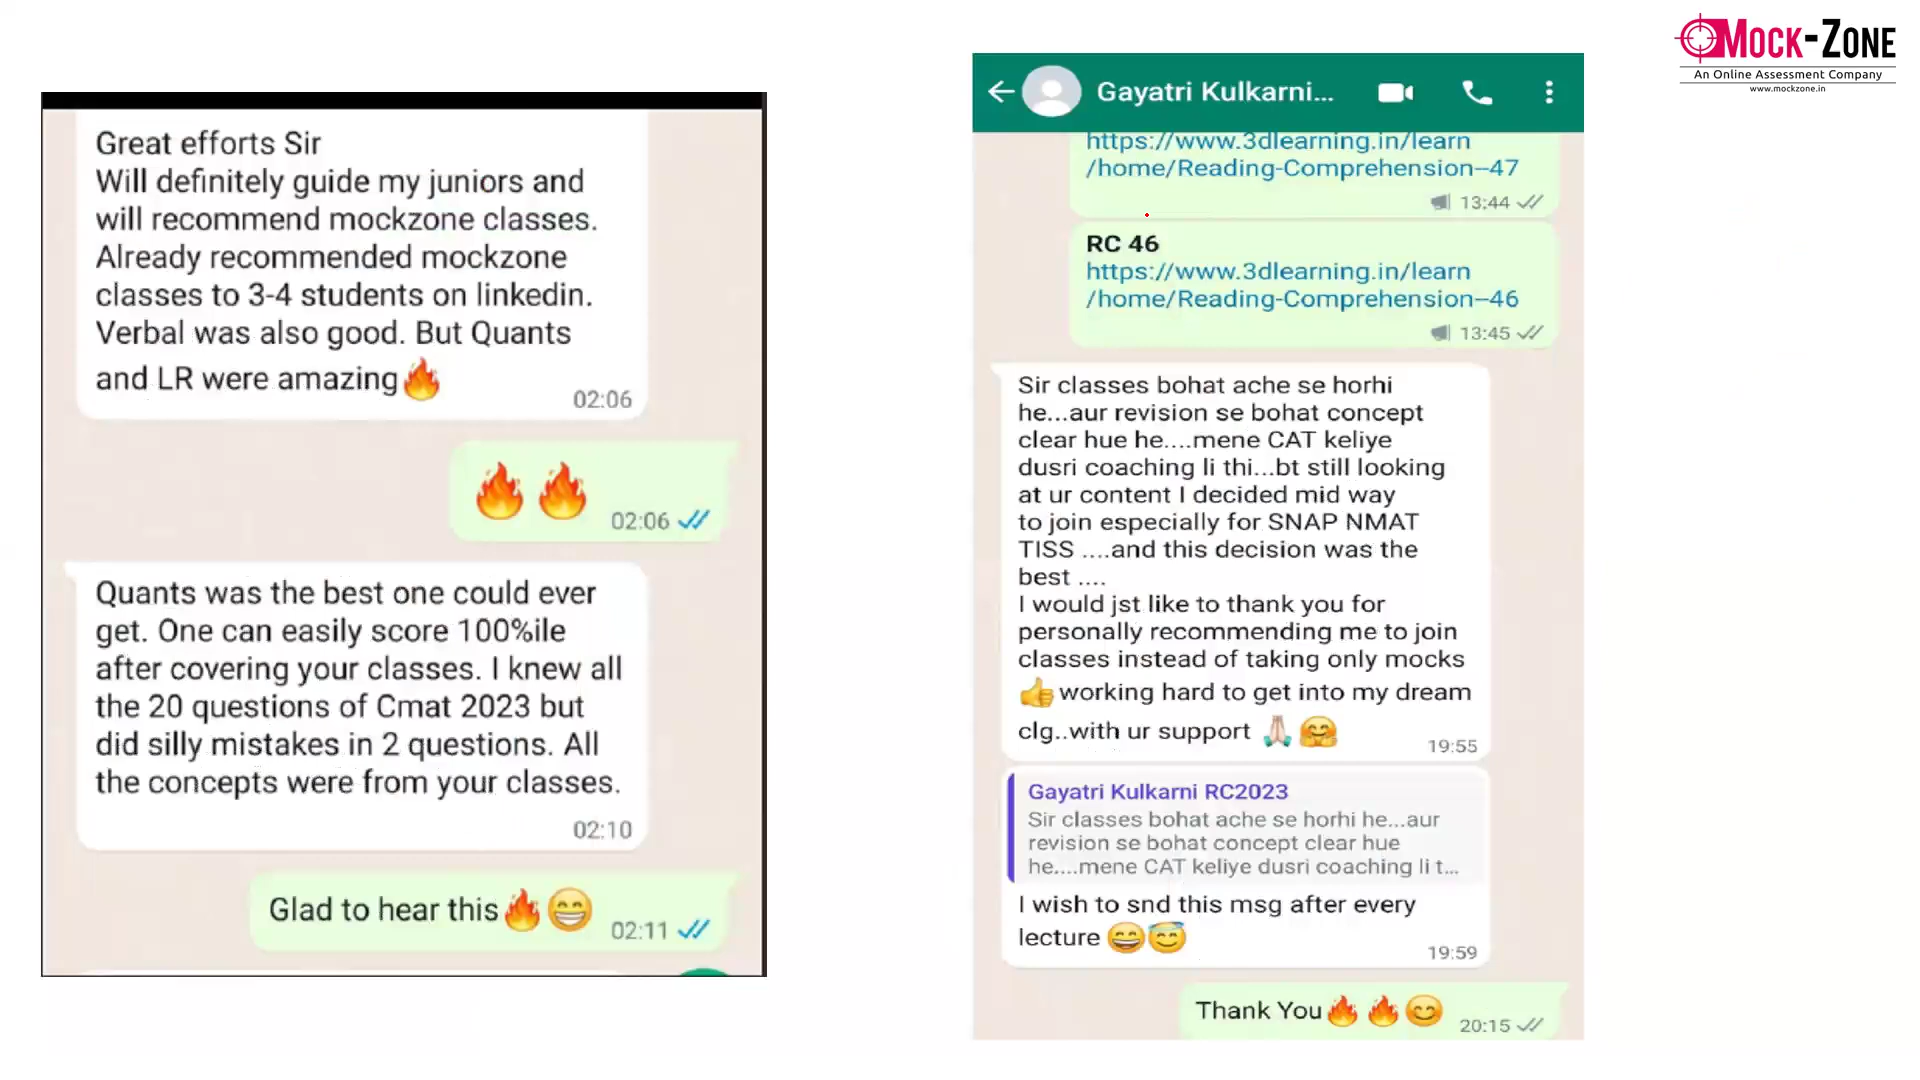 Great efforts Sir
Will definitely guide my juniors and
will recommend mockzone classes.
Already recommended mockzone
classes to 3-4 students on linkedin.
Verbal was also good. But Quants
and LR were amazing🔥
02:06
🔥🔥
02:06
Quants was the best one could ever
get. One can easily score 100%ile
after covering your classes. I knew all
the 20 questions of Cmat 2023 but
did silly mistakes in 2 questions. All
the concepts were from your classes.
02:10
Glad to hear this🔥😁
02:11
Gayatri Kulkarni...
https://www.3dlearning.in/learn
/home/Reading-Comprehension--47
13:44
RC 46
https://www.3dlearning.in/learn
/home/Reading-Comprehension--46
13:45
Sir classes bohat ache se horhi
he...aur revision se bohat concept
clear hue he....mene CAT keliye
dusri coaching li thi...bt still looking
at ur content I decided mid way
to join especially for SNAP NMAT
TISS ....and this decision was the
best ....
I would jst like to thank you for
personally recommending me to join
classes instead of taking only mocks
👍working hard to get into my dream
clg..with ur support 🙏🏻🤗
19:55
Gayatri Kulkarni RC2023
Sir classes bohat ache se horhi he...aur
revision se bohat concept clear hue
he....mene CAT keliye dusri coaching li t...
I wish to snd this msg after every
lecture 😄😇
19:59
Thank You🔥🔥😊
20:15
MOCK-ZONE
An Online Assessment Company
www.mockzone.in